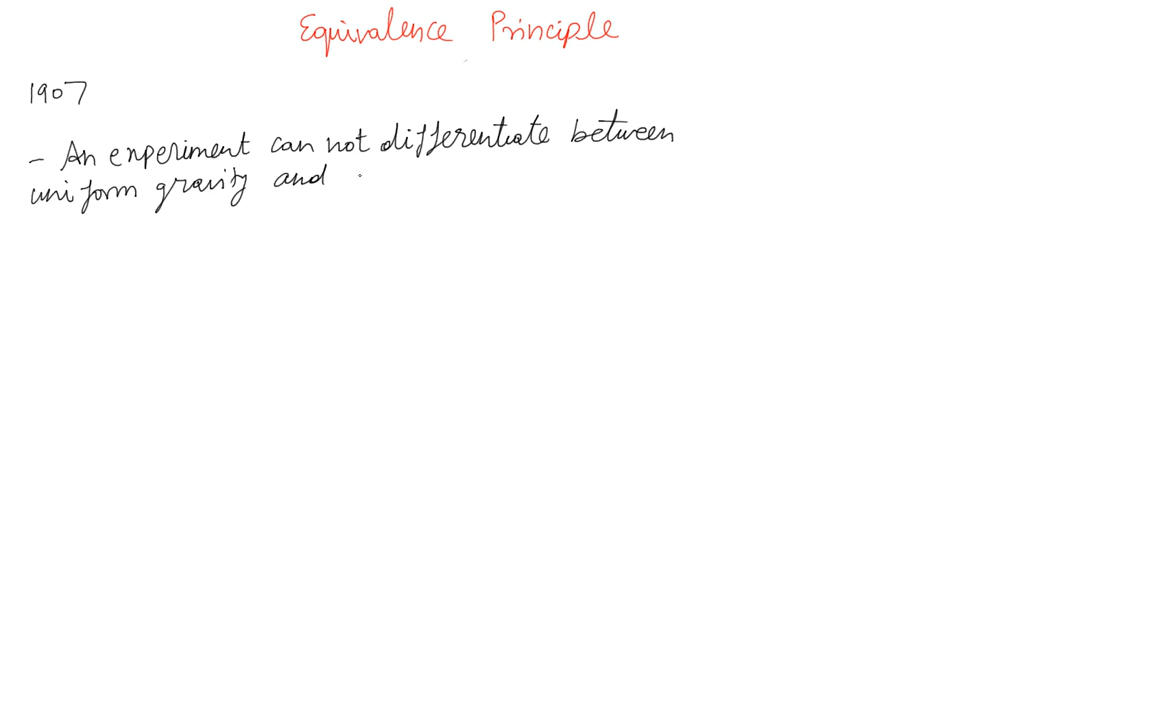 Equivalence Principle
1907
- An experiment can not differentiate between
uniform gravity and